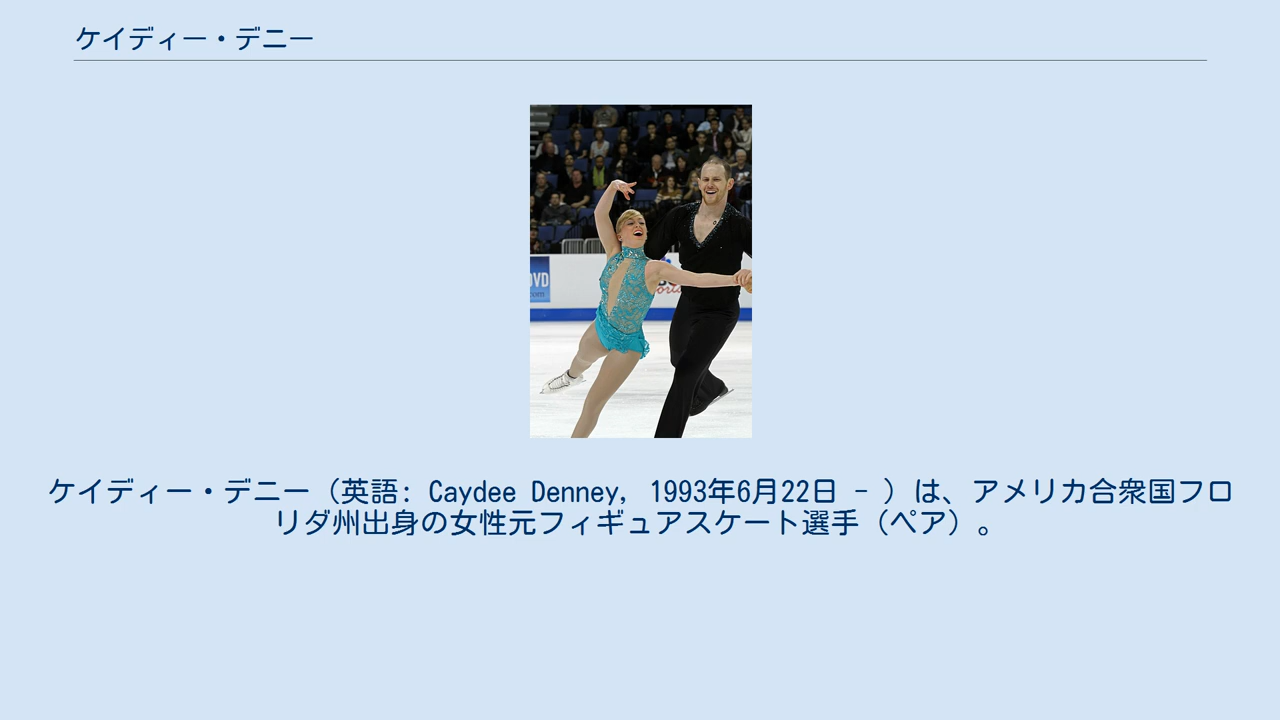 ケイディー・デニー
OVD
com
ケイディー・デニー（英語: Caydee Denney, 1993年6月22日 - ）は、アメリカ合衆国フロ
リダ州出身の女性元フィギュアスケート選手（ペア）。